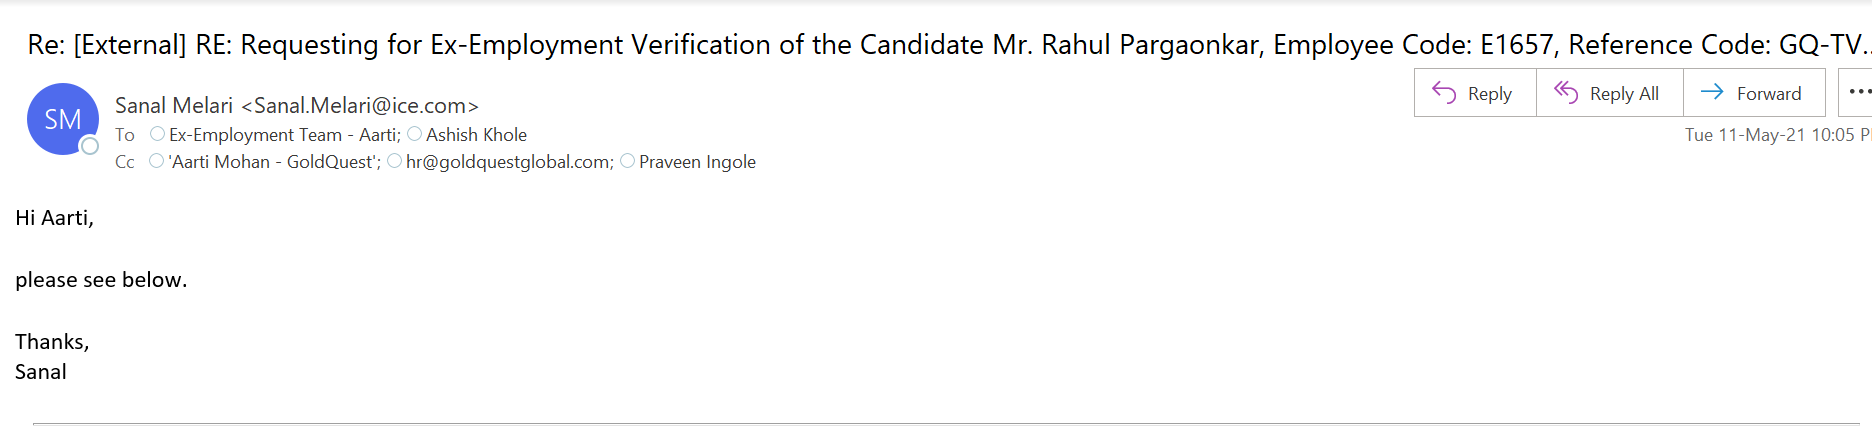 Re: [External] RE: Requesting for Ex-Employment Verification of the Candidate Mr. Rahul Pargaonkar, Employee Code: E1657, Reference Code: GQ-TV...
SM
Sanal Melari <Sanal.Melari@ice.com>
Reply
Reply All
Forward
To Ex-Employment Team - Aarti; Ashish Khole
Tue 11-May-21 10:05 P
Cc 'Aarti Mohan - GoldQuest'; hr@goldquestglobal.com; Praveen Ingole
Hi Aarti,
please see below.
Thanks,
Sanal